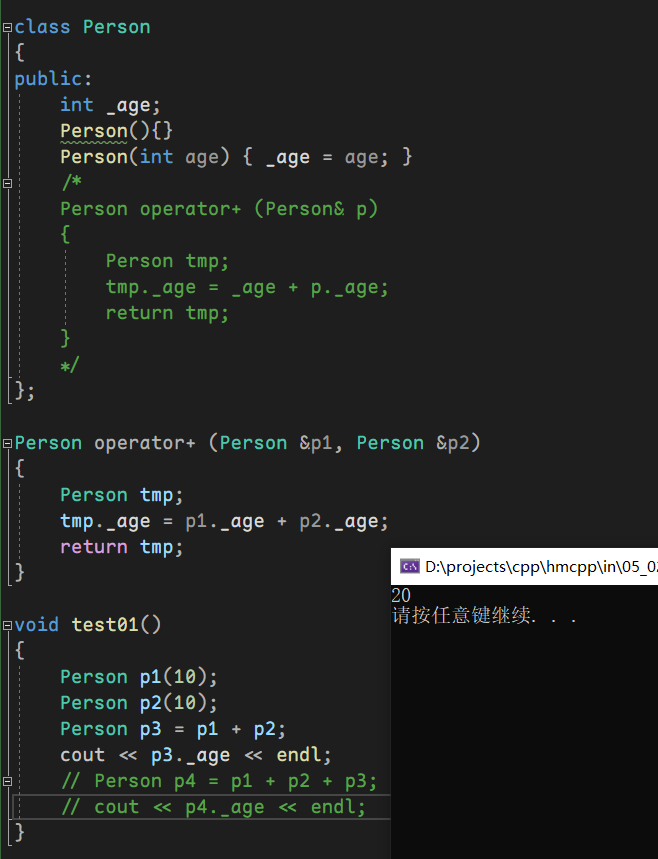 class Person
{
public:
    int _age;
    Person(){}
    Person(int age) { _age = age; }
    /*
    Person operator+ (Person& p)
    {
        Person tmp;
        tmp._age = _age + p._age;
        return tmp;
    }
    */
};
Person operator+ (Person &p1, Person &p2)
{
    Person tmp;
    tmp._age = p1._age + p2._age;
    return tmp;
}
void test01()
{
    Person p1(10);
    Person p2(10);
    Person p3 = p1 + p2;
    cout << p3._age << endl;
    // Person p4 = p1 + p2 + p3;
    // cout << p4._age << endl;
}
C:\
D:\projects\cpp\hmcpp\in\05_02
20
请按任意键继续. . .